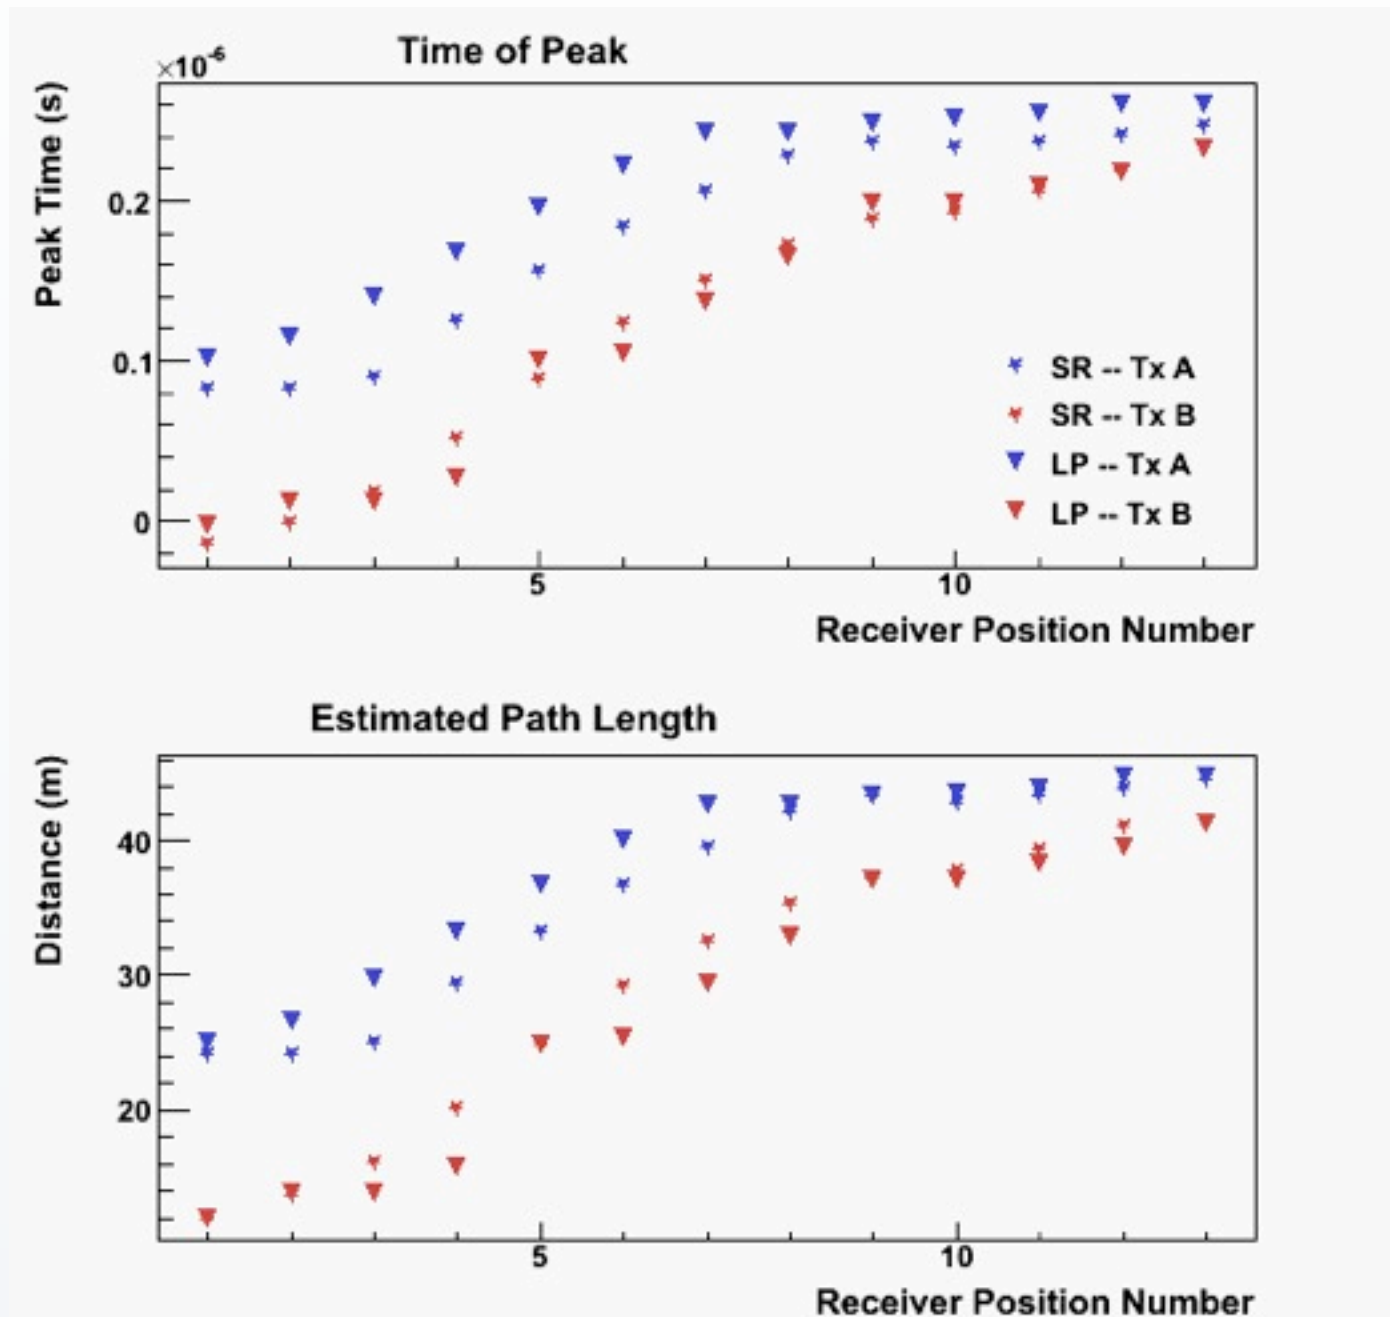 Time of Peak
×10⁻⁶
Peak Time (s)
0.2
0.1
0
SR -- Tx A
SR -- Tx B
LP -- Tx A
LP -- Tx B
5 10
Receiver Position Number
Estimated Path Length
Distance (m)
40
30
20
5 10
Receiver Position Number